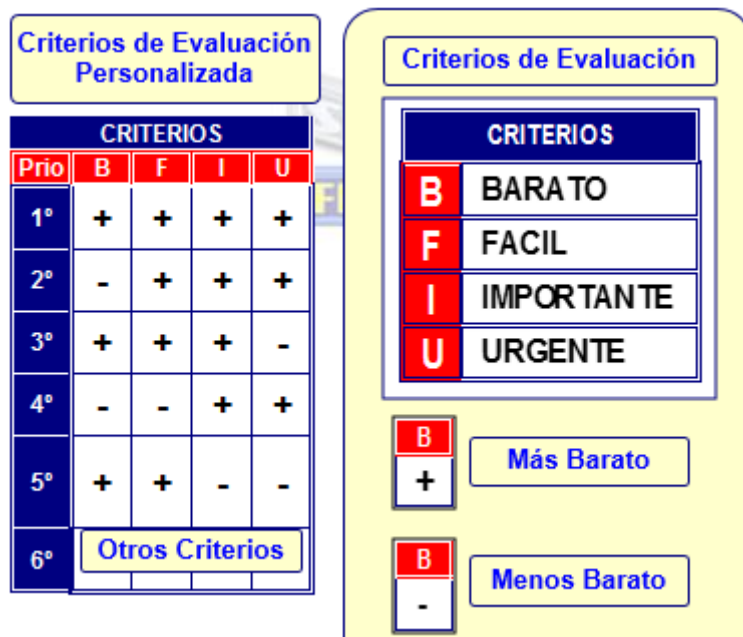 Criterios de Evaluación
Personalizada
CRITERIOS
Prio B F I U
1º + + + +
2º - + + +
3º + + + -
4º - - + +
5º + + - -
6º Otros Criterios
Criterios de Evaluación
CRITERIOS
B BARATO
F FACIL
I IMPORTANTE
U URGENTE
B
+ Más Barato
B
- Menos Barato